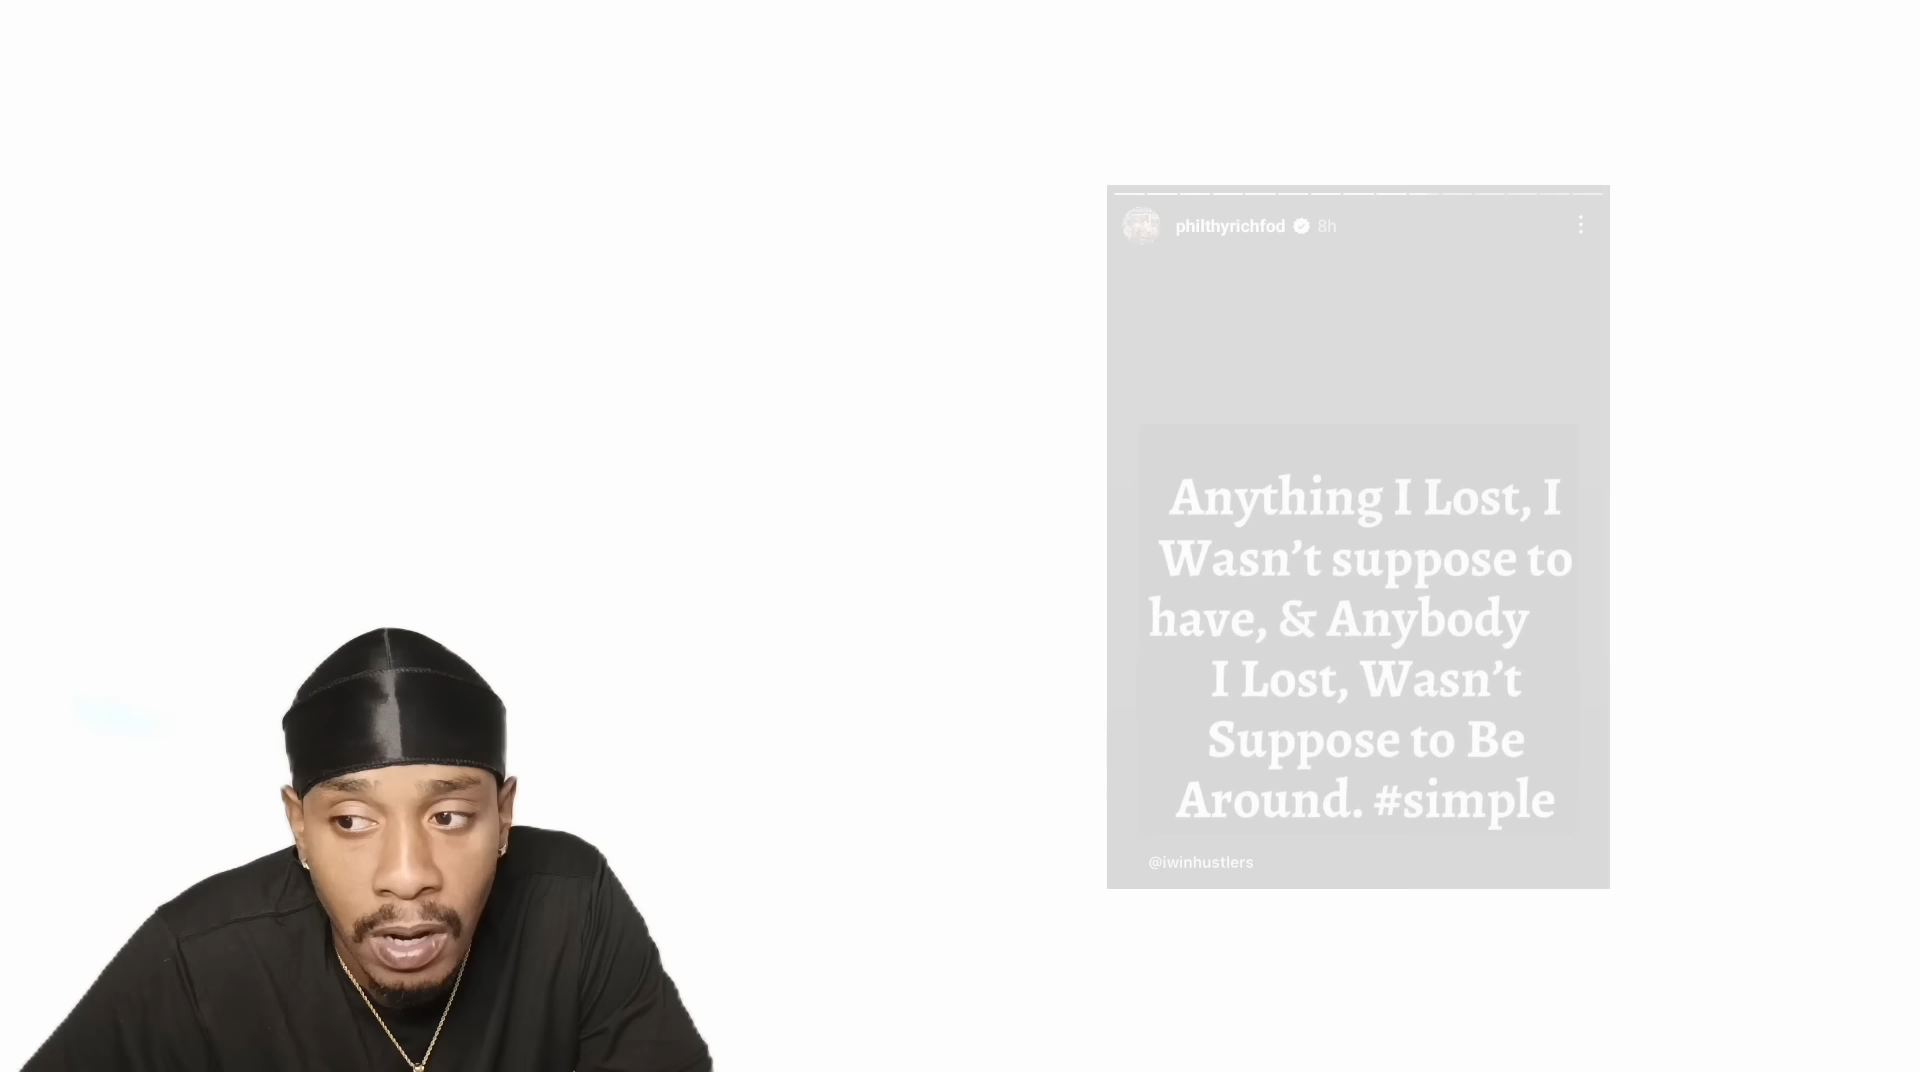 philthyrichfod 8h
Anything I Lost, I
Wasn’t suppose to
have, & Anybody
I Lost, Wasn’t
Suppose to Be
Around. #simple
@iwinhustlers